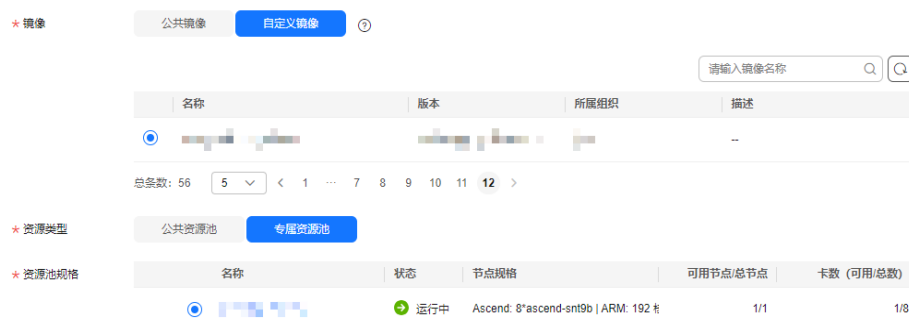 * 镜像 公共镜像 自定义镜像 ?
请输入镜像名称
名称 版本 所属组织 描述
--
总条数: 56 5 < 1 ... 7 8 9 10 11 12 >
* 资源类型 公共资源池 专属资源池
* 资源池规格 名称 状态 节点规格 可用节点/总节点 卡数 (可用/总数)
运行中 Ascend: 8*ascend-snt9b | ARM: 192 1/1 1/8